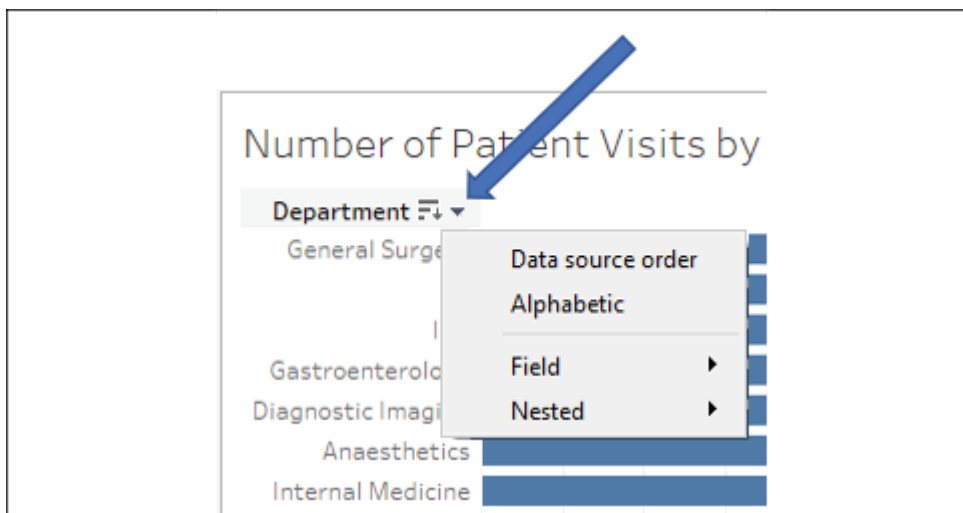 Number of Patient Visits by
Department
General Surge
Gastroenterolo
Diagnostic Imagi
Anaesthetics
Internal Medicine
Data source order
Alphabetic
Field
Nested